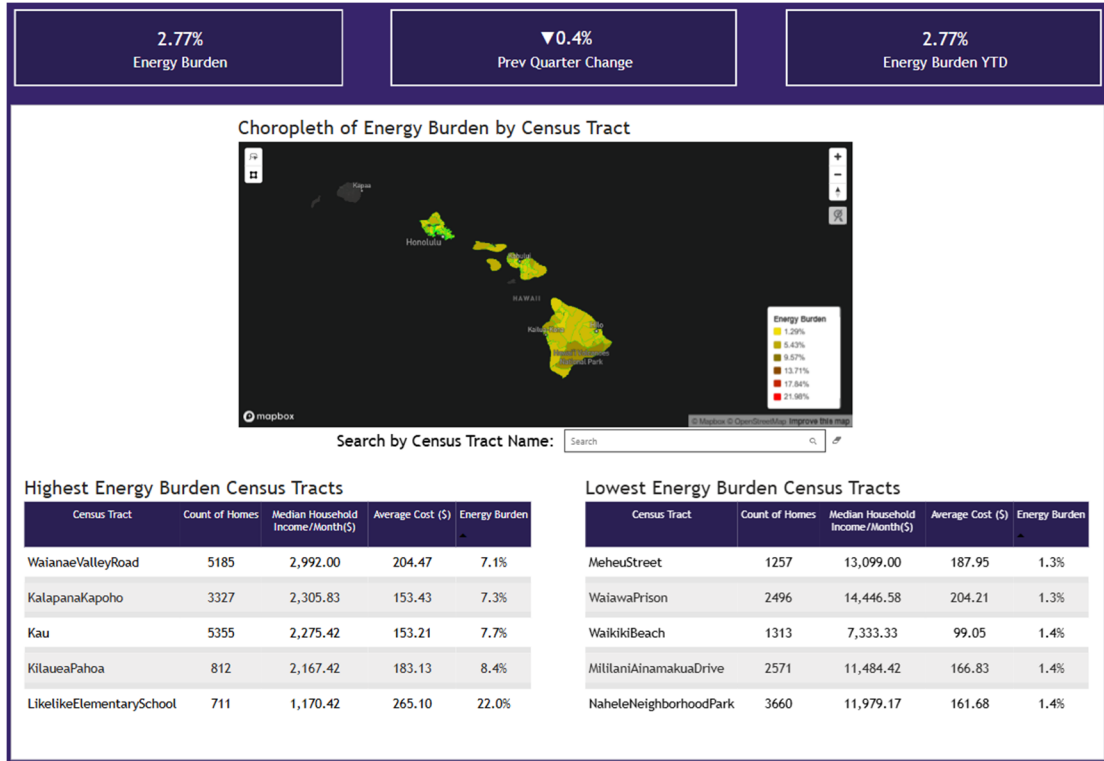 2.77%
Energy Burden
▼0.4%
Prev Quarter Change
2.77%
Energy Burden YTD
Choropleth of Energy Burden by Census Tract
Kapaa
Honolulu
HAWAII
Hilo
National Park
Energy Burden
1.29%
5.43%
9.57%
13.71%
17.84%
21.98%
mapbox
© Mapbox © OpenStreetMap Improve this map
Search by Census Tract Name: Search
Highest Energy Burden Census Tracts
Census Tract Count of Homes Median Household Income/Month($) Average Cost ($) Energy Burden
WaianaeValleyRoad 5185 2,992.00 204.47 7.1%
KalapanaKapoho 3327 2,305.83 153.43 7.3%
Kau 5355 2,275.42 153.21 7.7%
KilaueaPahoa 812 2,167.42 183.13 8.4%
LikelikeElementarySchool 711 1,170.42 265.10 22.0%
Lowest Energy Burden Census Tracts
Census Tract Count of Homes Median Household Income/Month($) Average Cost ($) Energy Burden
MeheuStreet 1257 13,099.00 187.95 1.3%
WaiawaPrison 2496 14,446.58 204.21 1.3%
WaikikiBeach 1313 7,333.33 99.05 1.4%
MililaniAinamakuaDrive 2571 11,484.42 166.83 1.4%
NaheleNeighborhoodPark 3660 11,979.17 161.68 1.4%